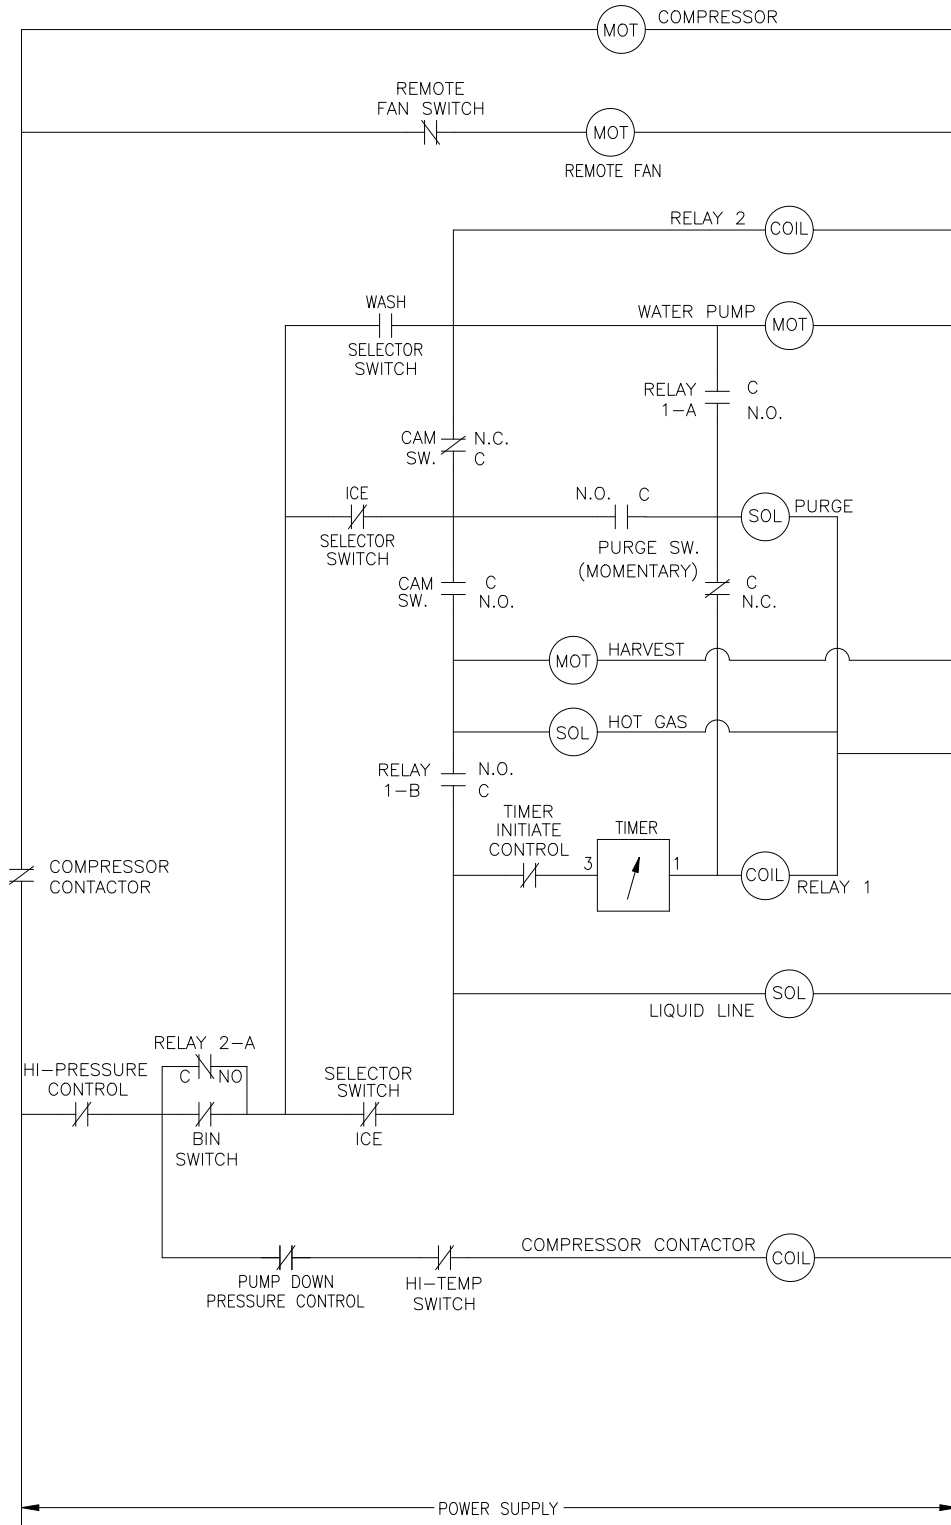 MOT
COMPRESSOR
REMOTE
FAN SWITCH
MOT
REMOTE FAN
RELAY 2
COIL
WASH
SELECTOR
SWITCH
WATER PUMP
MOT
RELAY
1-A
C
N.O.
CAM
SW.
N.C.
C
ICE
SELECTOR
SWITCH
N.O.
C
PURGE SW.
(MOMENTARY)
SOL
PURGE
CAM
SW.
C
N.O.
C
N.C.
MOT
HARVEST
SOL
HOT GAS
RELAY
1-B
N.O.
C
TIMER
INITIATE
CONTROL
TIMER
3
1
COIL
RELAY 1
COMPRESSOR
CONTACTOR
LIQUID LINE
SOL
RELAY 2-A
C
NO
HI-PRESSURE
CONTROL
BIN
SWITCH
SELECTOR
SWITCH
ICE
PUMP DOWN
PRESSURE CONTROL
HI-TEMP
SWITCH
COMPRESSOR CONTACTOR
COIL
POWER SUPPLY